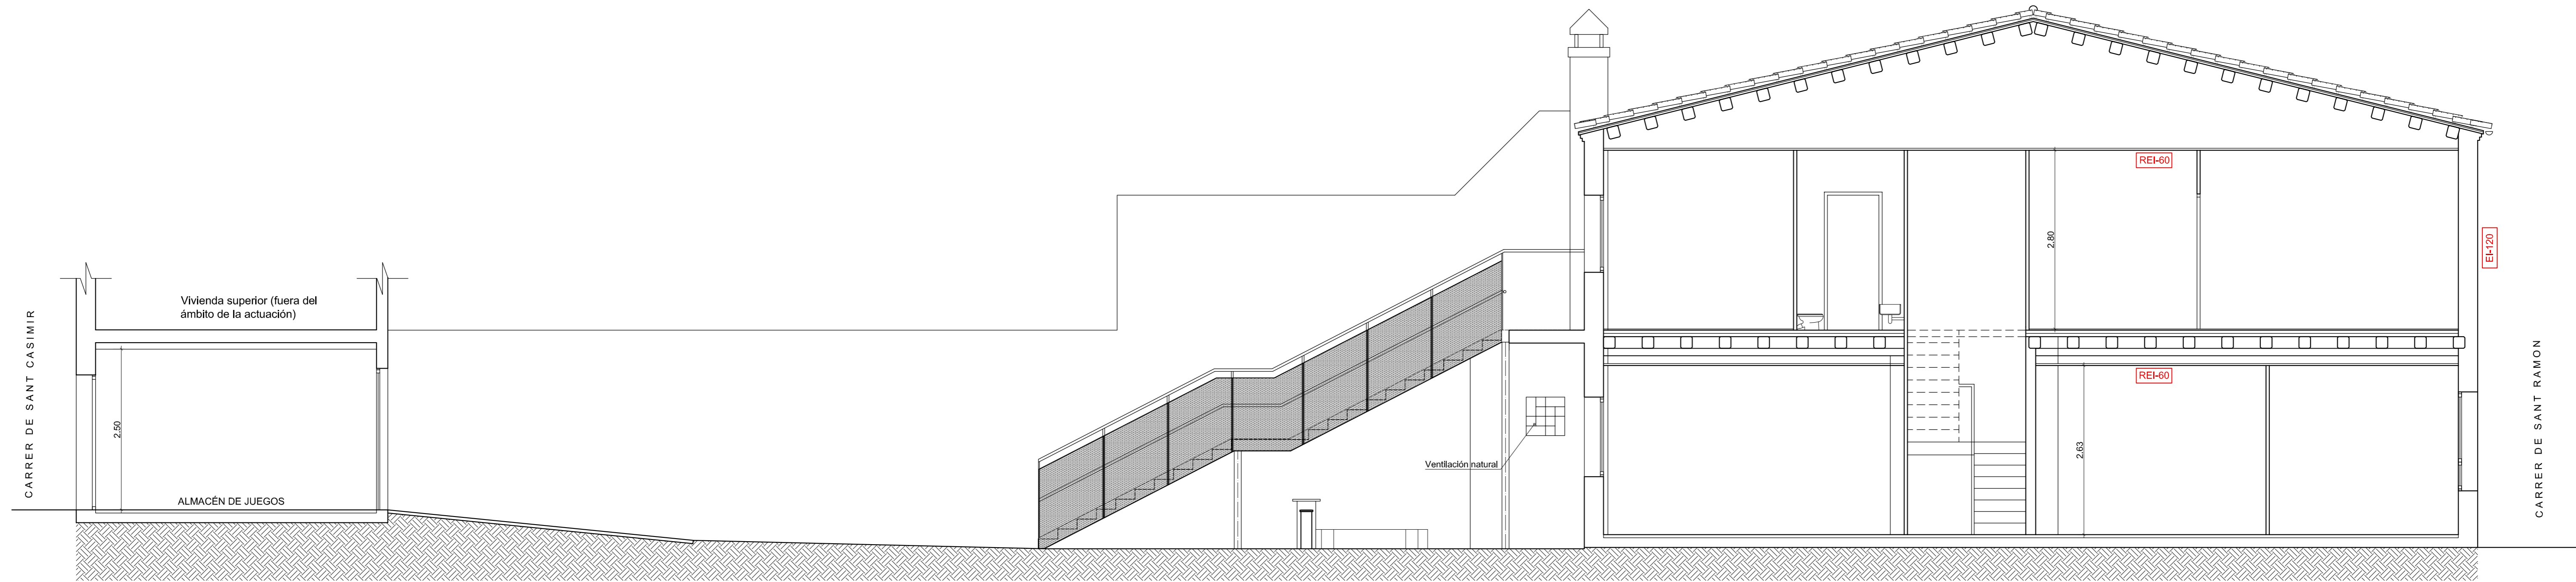 CARRER DE SANT CASIMIR
Vivienda superior (fuera del
ámbito de la actuación)
2.50
ALMACÉN DE JUEGOS
Ventilación natural
REI-60
2.80
REI-60
2.63
EI-120
CARRER DE SANT RAMON